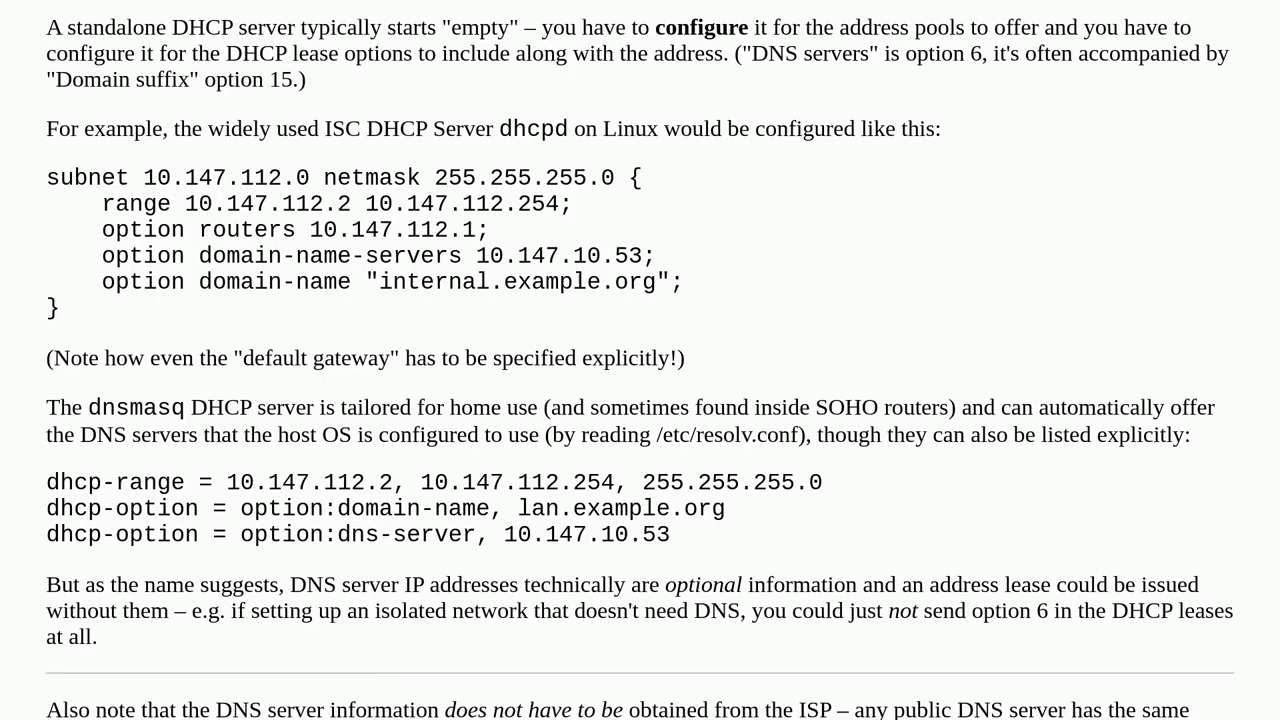 A standalone DHCP server typically starts "empty" – you have to configure it for the address pools to offer and you have to
configure it for the DHCP lease options to include along with the address. ("DNS servers" is option 6, it's often accompanied by
"Domain suffix" option 15.)
For example, the widely used ISC DHCP Server dhcpd on Linux would be configured like this:
subnet 10.147.112.0 netmask 255.255.255.0 {
    range 10.147.112.2 10.147.112.254;
    option routers 10.147.112.1;
    option domain-name-servers 10.147.10.53;
    option domain-name "internal.example.org";
}
(Note how even the "default gateway" has to be specified explicitly!)
The dnsmasq DHCP server is tailored for home use (and sometimes found inside SOHO routers) and can automatically offer
the DNS servers that the host OS is configured to use (by reading /etc/resolv.conf), though they can also be listed explicitly:
dhcp-range = 10.147.112.2, 10.147.112.254, 255.255.255.0
dhcp-option = option:domain-name, lan.example.org
dhcp-option = option:dns-server, 10.147.10.53
But as the name suggests, DNS server IP addresses technically are optional information and an address lease could be issued
without them – e.g. if setting up an isolated network that doesn't need DNS, you could just not send option 6 in the DHCP leases
at all.
Also note that the DNS server information does not have to be obtained from the ISP – any public DNS server has the same